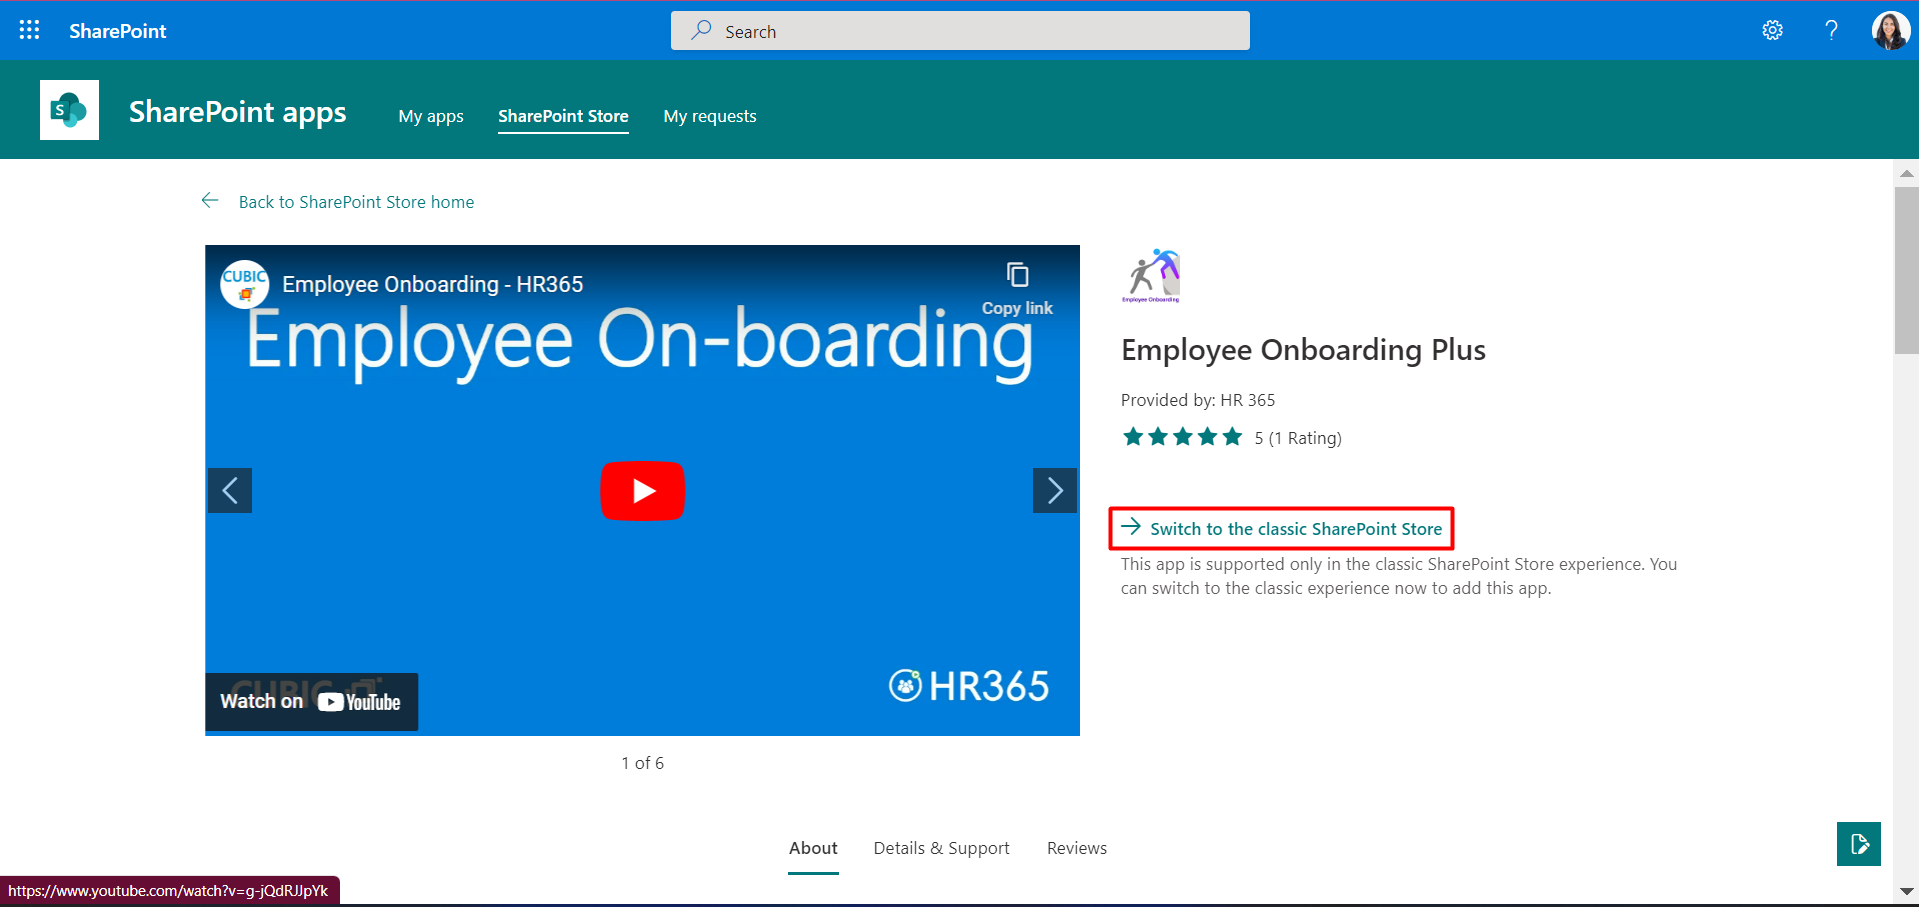 SharePoint
Search
S
SharePoint apps
My apps
SharePoint Store
My requests
Back to SharePoint Store home
CUBIC
Employee Onboarding - HR365
Copy link
Employee On-boarding
HR365
CUBIC
Watch on YouTube
1 of 6
Employee Onboarding
Employee Onboarding Plus
Provided by: HR 365
5 (1 Rating)
Switch to the classic SharePoint Store
This app is supported only in the classic SharePoint Store experience. You
can switch to the classic experience now to add this app.
About
Details & Support
Reviews
https://www.youtube.com/watch?v=g-jQdRJJpYk